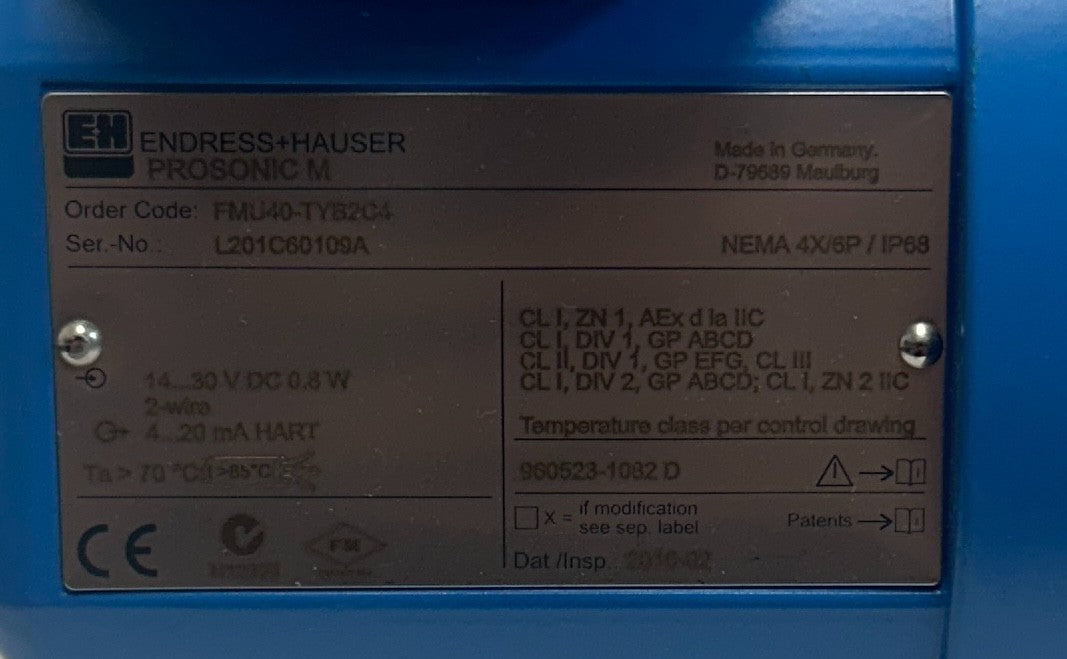 E+H ENDRESS+HAUSER
PROSONIC M
Made in Germany.
D-79689 Maulburg
Order Code: FMU40-TYB2C4
Ser.-No.: L201C60109A
NEMA 4X/6P / IP68
14...30 V DC 0.8 W
2-wire
4...20 mA HART
Ta > 70 °C: >85°C
CL I, ZN 1, AEx d ia IIC
CL I, DIV 1, GP ABCD
CL II, DIV 1, GP EFG, CL III
CL I, DIV 2, GP ABCD; CL I, ZN 2 IIC
Temperature class per control drawing
960523-1082 D
X = if modification
see sep. label
Patents
Dat./Insp.: 2010-02
CE
FM